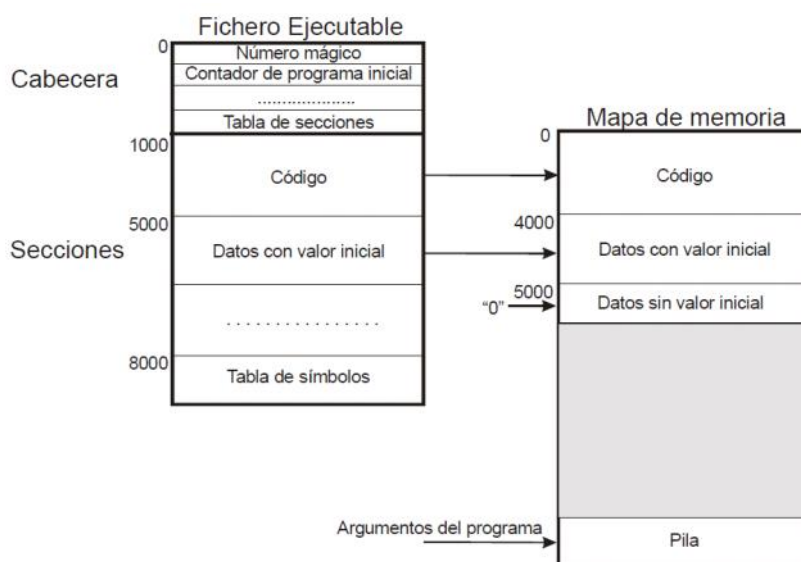 Fichero Ejecutable
0
Número mágico
Cabecera
Contador de programa inicial
...................
Tabla de secciones
1000
Código
5000
Secciones
Datos con valor inicial
. . . . . . . . . . . . . . . .
8000
Tabla de símbolos
Mapa de memoria
0
Código
4000
Datos con valor inicial
5000
"0"
Datos sin valor inicial
Argumentos del programa
Pila